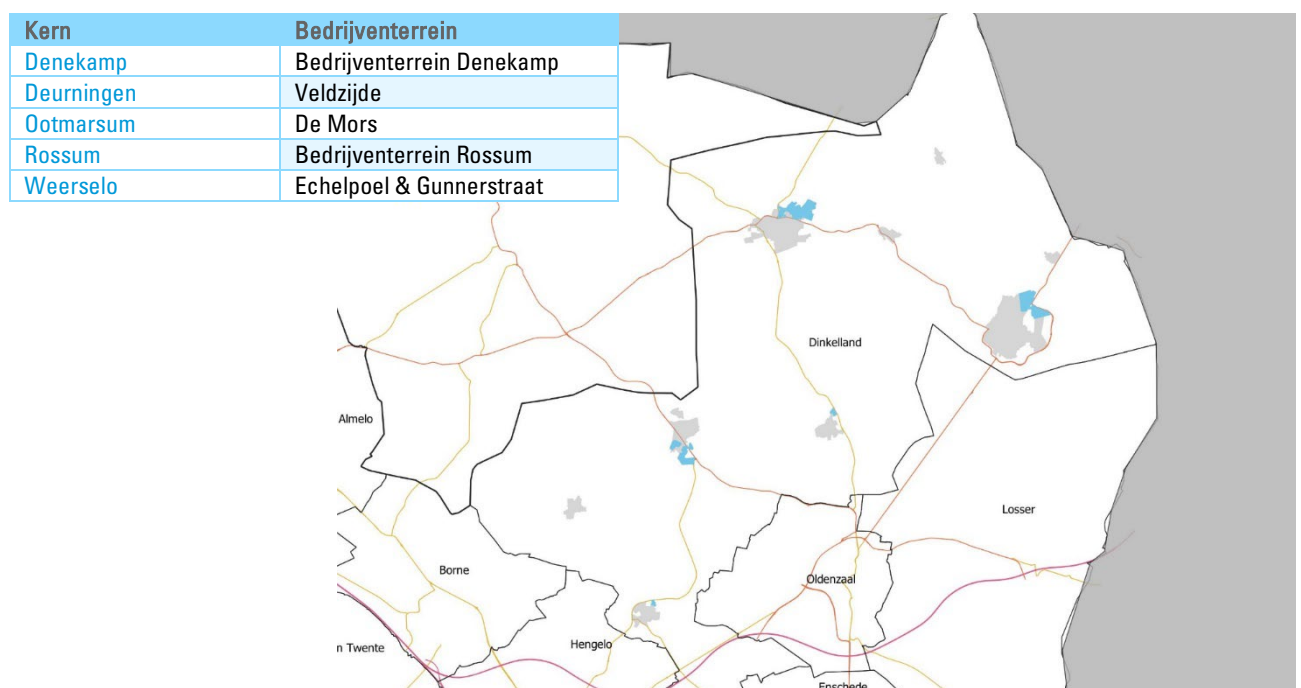 Kern Bedrijventerrein
Denekamp Bedrijventerrein Denekamp
Deurningen Veldzijde
Ootmarsum De Mors
Rossum Bedrijventerrein Rossum
Weerselo Echelpoel & Gunnerstraat
Dinkelland
Almelo
Losser
Borne
Oldenzaal
n Twente
Hengelo
Enschede